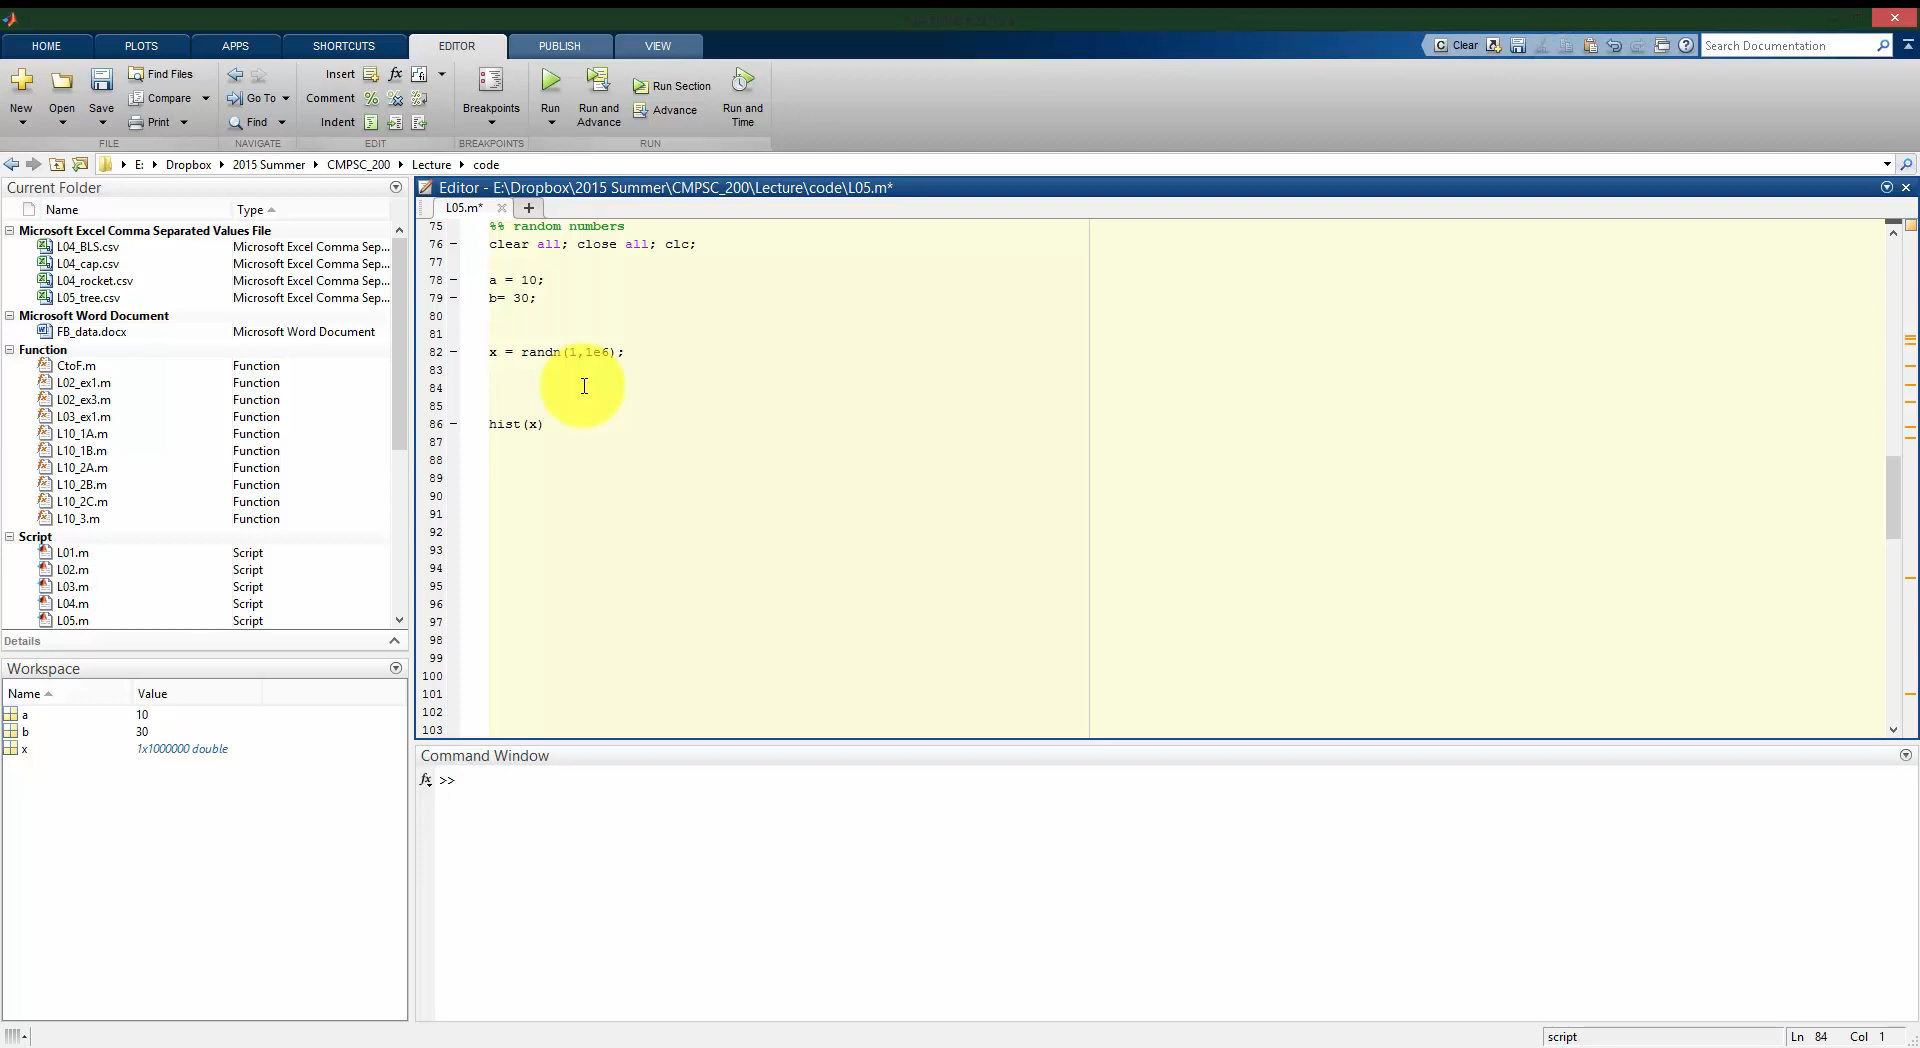 HOME PLOTS APPS SHORTCUTS EDITOR PUBLISH VIEW Clear Search Documentation
New Open Save Find Files Compare Print
Go To Find
Insert Comment Indent
Breakpoints Run Run and Advance Run Section Advance Run and Time
FILE NAVIGATE EDIT BREAKPOINTS RUN
E: Dropbox 2015 Summer CMPSC_200 Lecture code
Current Folder
Name Type
Microsoft Excel Comma Separated Values File
L04_BLS.csv Microsoft Excel Comma Sep...
L04_cap.csv Microsoft Excel Comma Sep...
L04_rocket.csv Microsoft Excel Comma Sep...
L05_tree.csv Microsoft Excel Comma Sep...
Microsoft Word Document
FB_data.docx Microsoft Word Document
Function
CtoF.m Function
L02_ex1.m Function
L02_ex3.m Function
L03_ex1.m Function
L10_1A.m Function
L10_1B.m Function
L10_2A.m Function
L10_2B.m Function
L10_2C.m Function
L10_3.m Function
Script
L01.m Script
L02.m Script
L03.m Script
L04.m Script
L05.m Script
Details
Workspace
Name Value
a 10
b 30
x 1x1000000 double
Editor - E:\Dropbox\2015 Summer\CMPSC_200\Lecture\code\L05.m*
L05.m*
75 %% random numbers
76 – clear all; close all; clc;
77
78 – a = 10;
79 – b= 30;
80
81
82 – x = randn(1,1e6);
83
84
85
86 – hist(x)
87
88
89
90
91
92
93
94
95
96
97
98
99
100
101
102
103
Command Window
fx >>
script Ln 84 Col 1